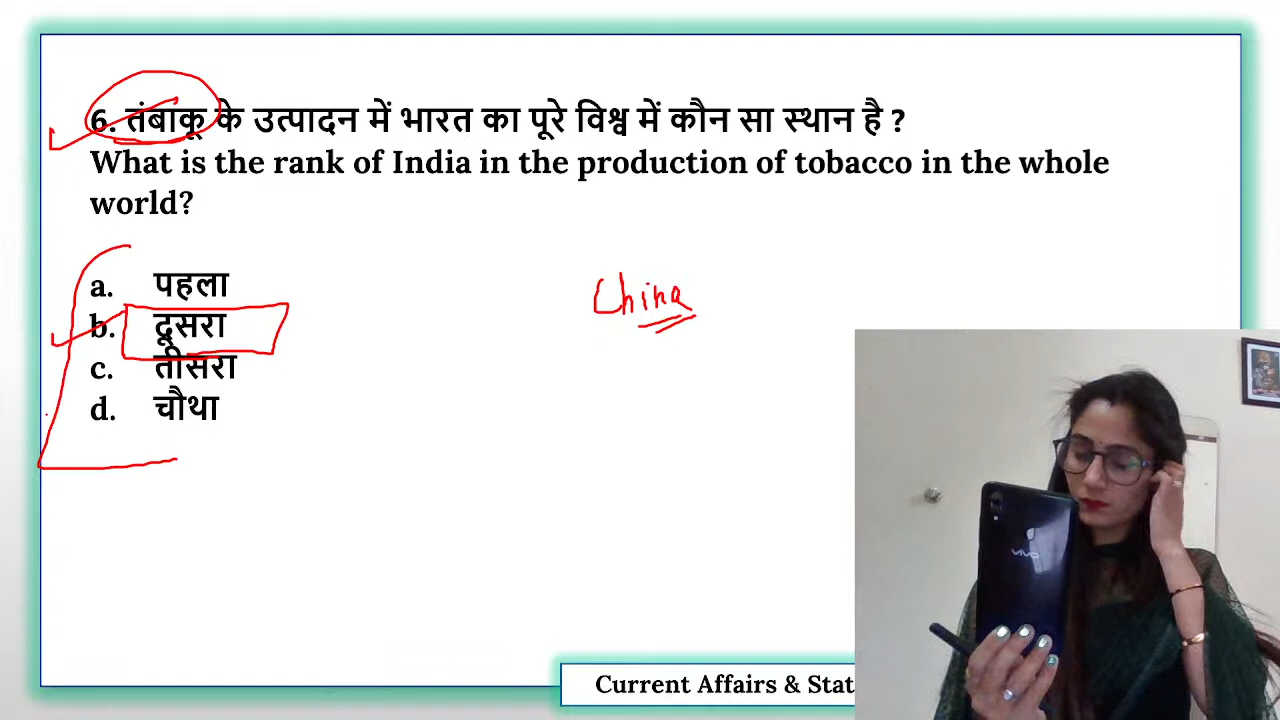 6. तंबाकू के उत्पादन में भारत का पूरे विश्व में कौन सा स्थान है ?
What is the rank of India in the production of tobacco in the whole
world?
a. पहला
China
b. दूसरा
c. तीसरा
d. चौथा
vivo
Current Affairs & Stat